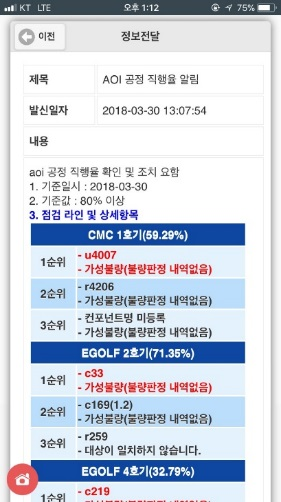 KT LTE 오후 1:12 75%
이전 정보전달
제목 AOI 공정 직행율 알림
발신일자 2018-03-30 13:07:54
내용
aoi 공정 직행율 확인 및 조치 요함
1. 기준일시 : 2018-03-30
2. 기준값 : 80% 이상
3. 점검 라인 및 상세항목
CMC 1호기(59.29%)
1순위 - u4007
- 가성불량(불량판정 내역없음)
2순위 - r4206
- 가성불량(불량판정 내역없음)
3순위 - 컨포넌트명 미등록
- 가성불량(불량판정 내역없음)
EGOLF 2호기(71.35%)
1순위 - c33
- 가성불량(불량판정 내역없음)
2순위 - c169(1.2)
- 가성불량(불량판정 내역없음)
3순위 - r259
- 대상이 일치하지 않습니다.
EGOLF 4호기(32.79%)
1순위 - c219